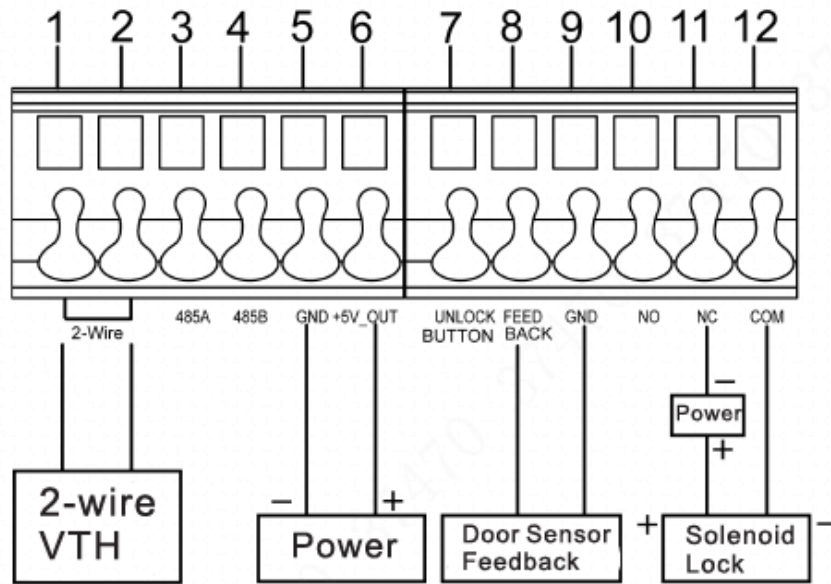 1 2 3 4 5 6 7 8 9 10 11 12
2-Wire 485A 485B GND +5V_OUT UNLOCK BUTTON FEED BACK GND NO NC COM
−
Power
+
2-wire
VTH
− +
Power
Door Sensor
Feedback
+ −
Solenoid
Lock